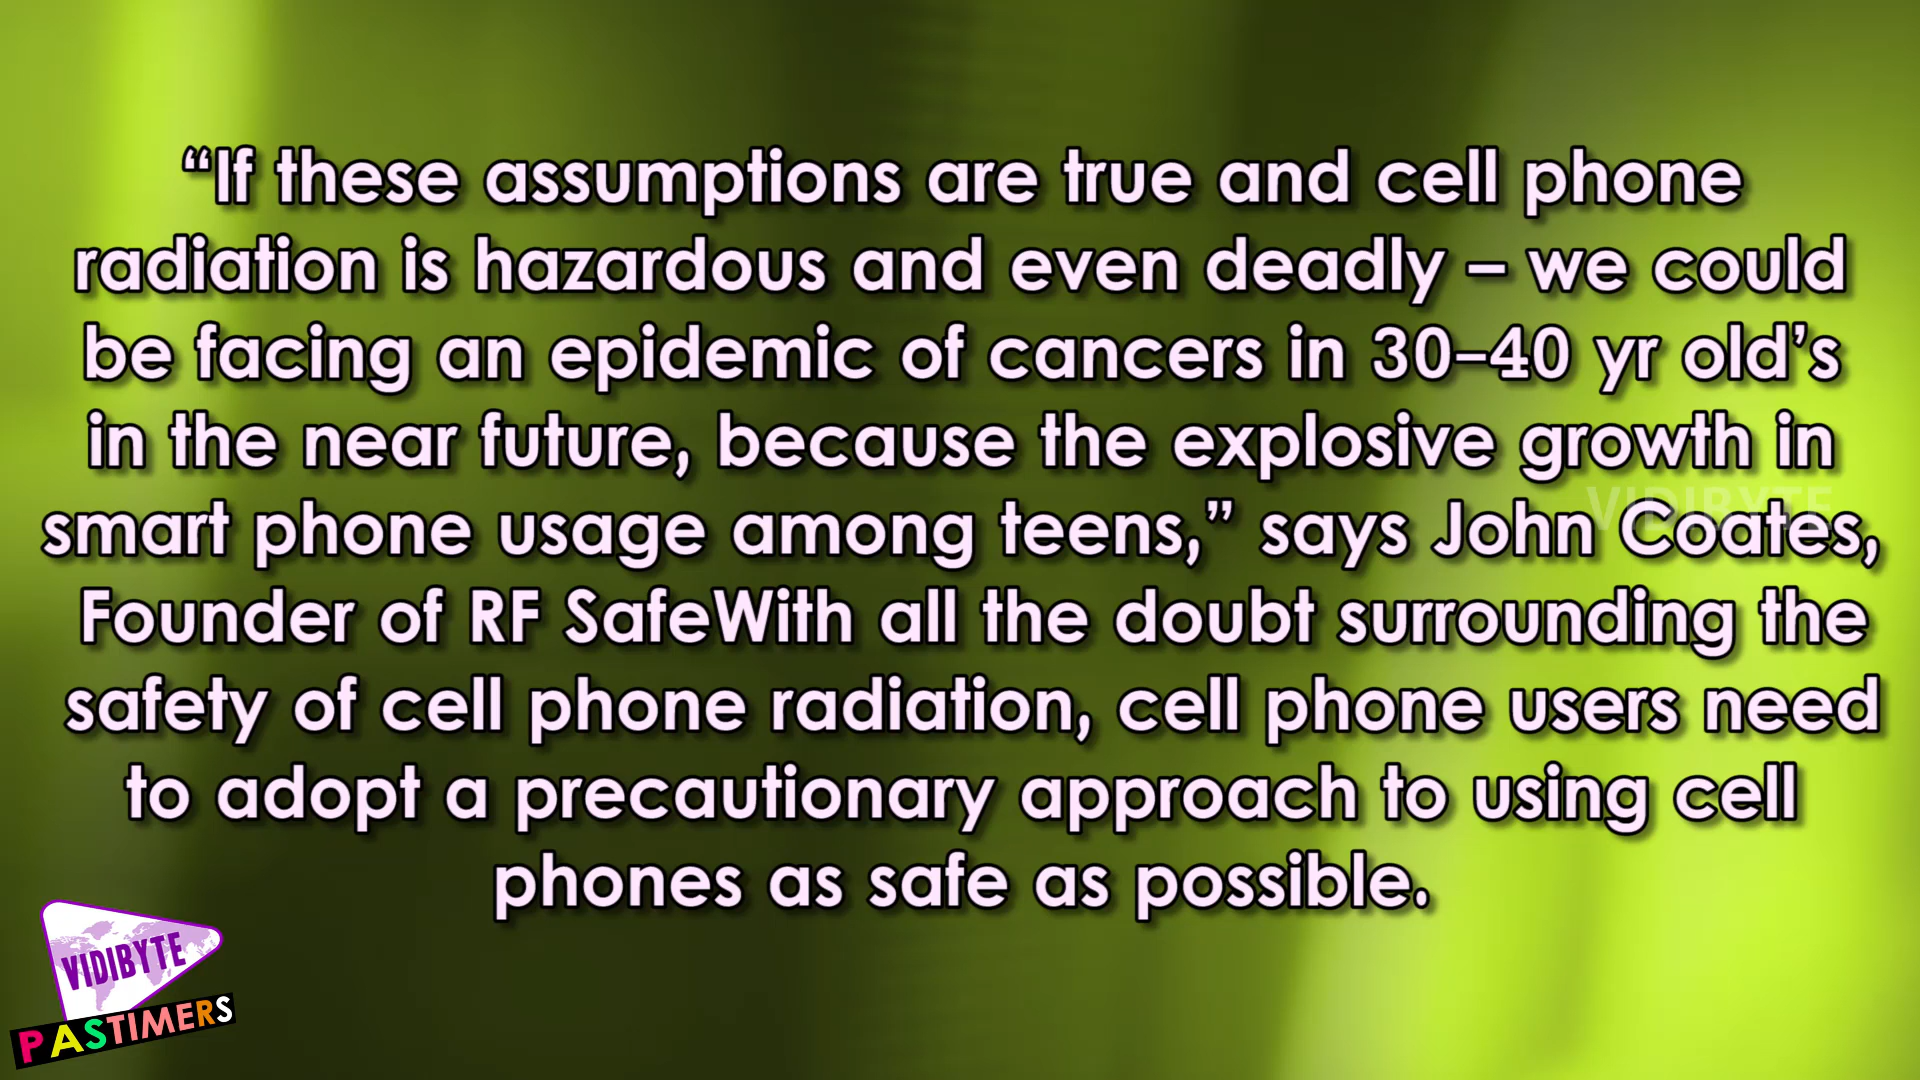 “If these assumptions are true and cell phone
radiation is hazardous and even deadly – we could
be facing an epidemic of cancers in 30–40 yr old’s
in the near future, because the explosive growth in
smart phone usage among teens,” says John Coates,
Founder of RF SafeWith all the doubt surrounding the
safety of cell phone radiation, cell phone users need
to adopt a precautionary approach to using cell
phones as safe as possible.
VIDIBYTE
VIDIBYTE
PASTIMERS